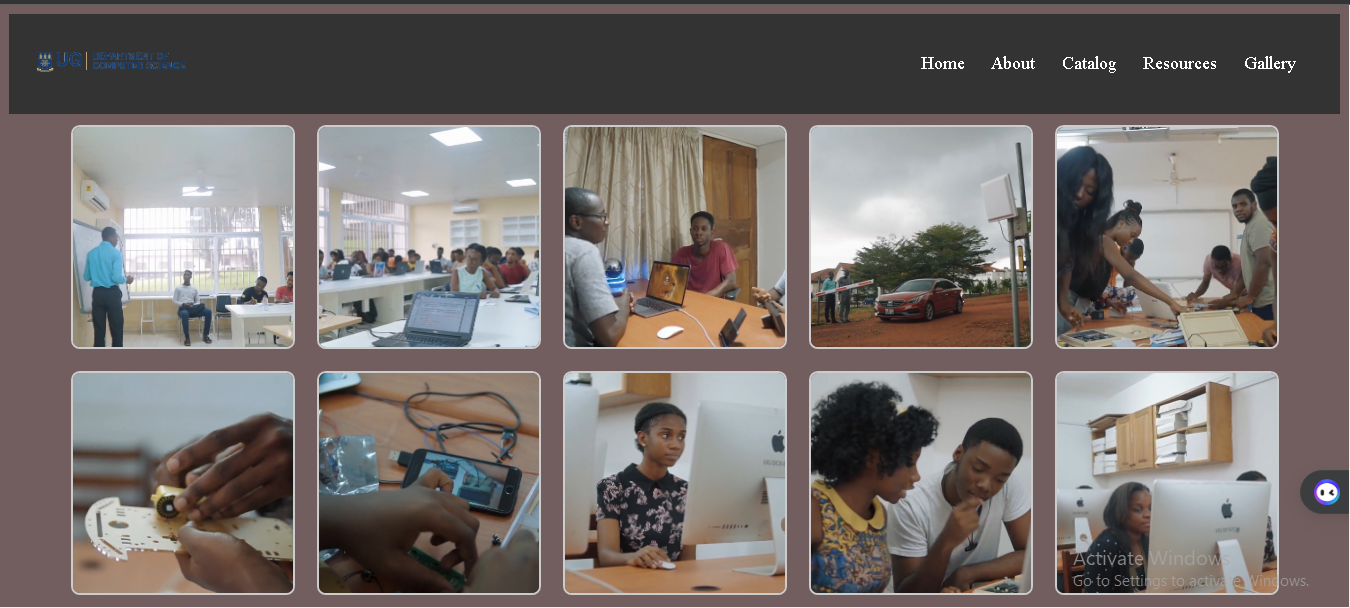 UG DEPARTMENT OF
COMPUTER SCIENCE
Home About Catalog Resources Gallery
Activate Windows
Go to Settings to activate Windows.